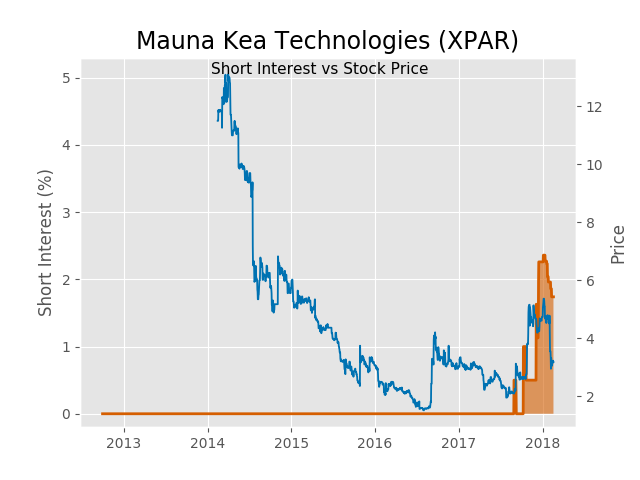 Mauna Kea Technologies (XPAR)
Short Interest vs Stock Price
Short Interest (%)
Price
5
4
3
2
1
0
12
10
8
6
4
2
2013 2014 2015 2016 2017 2018